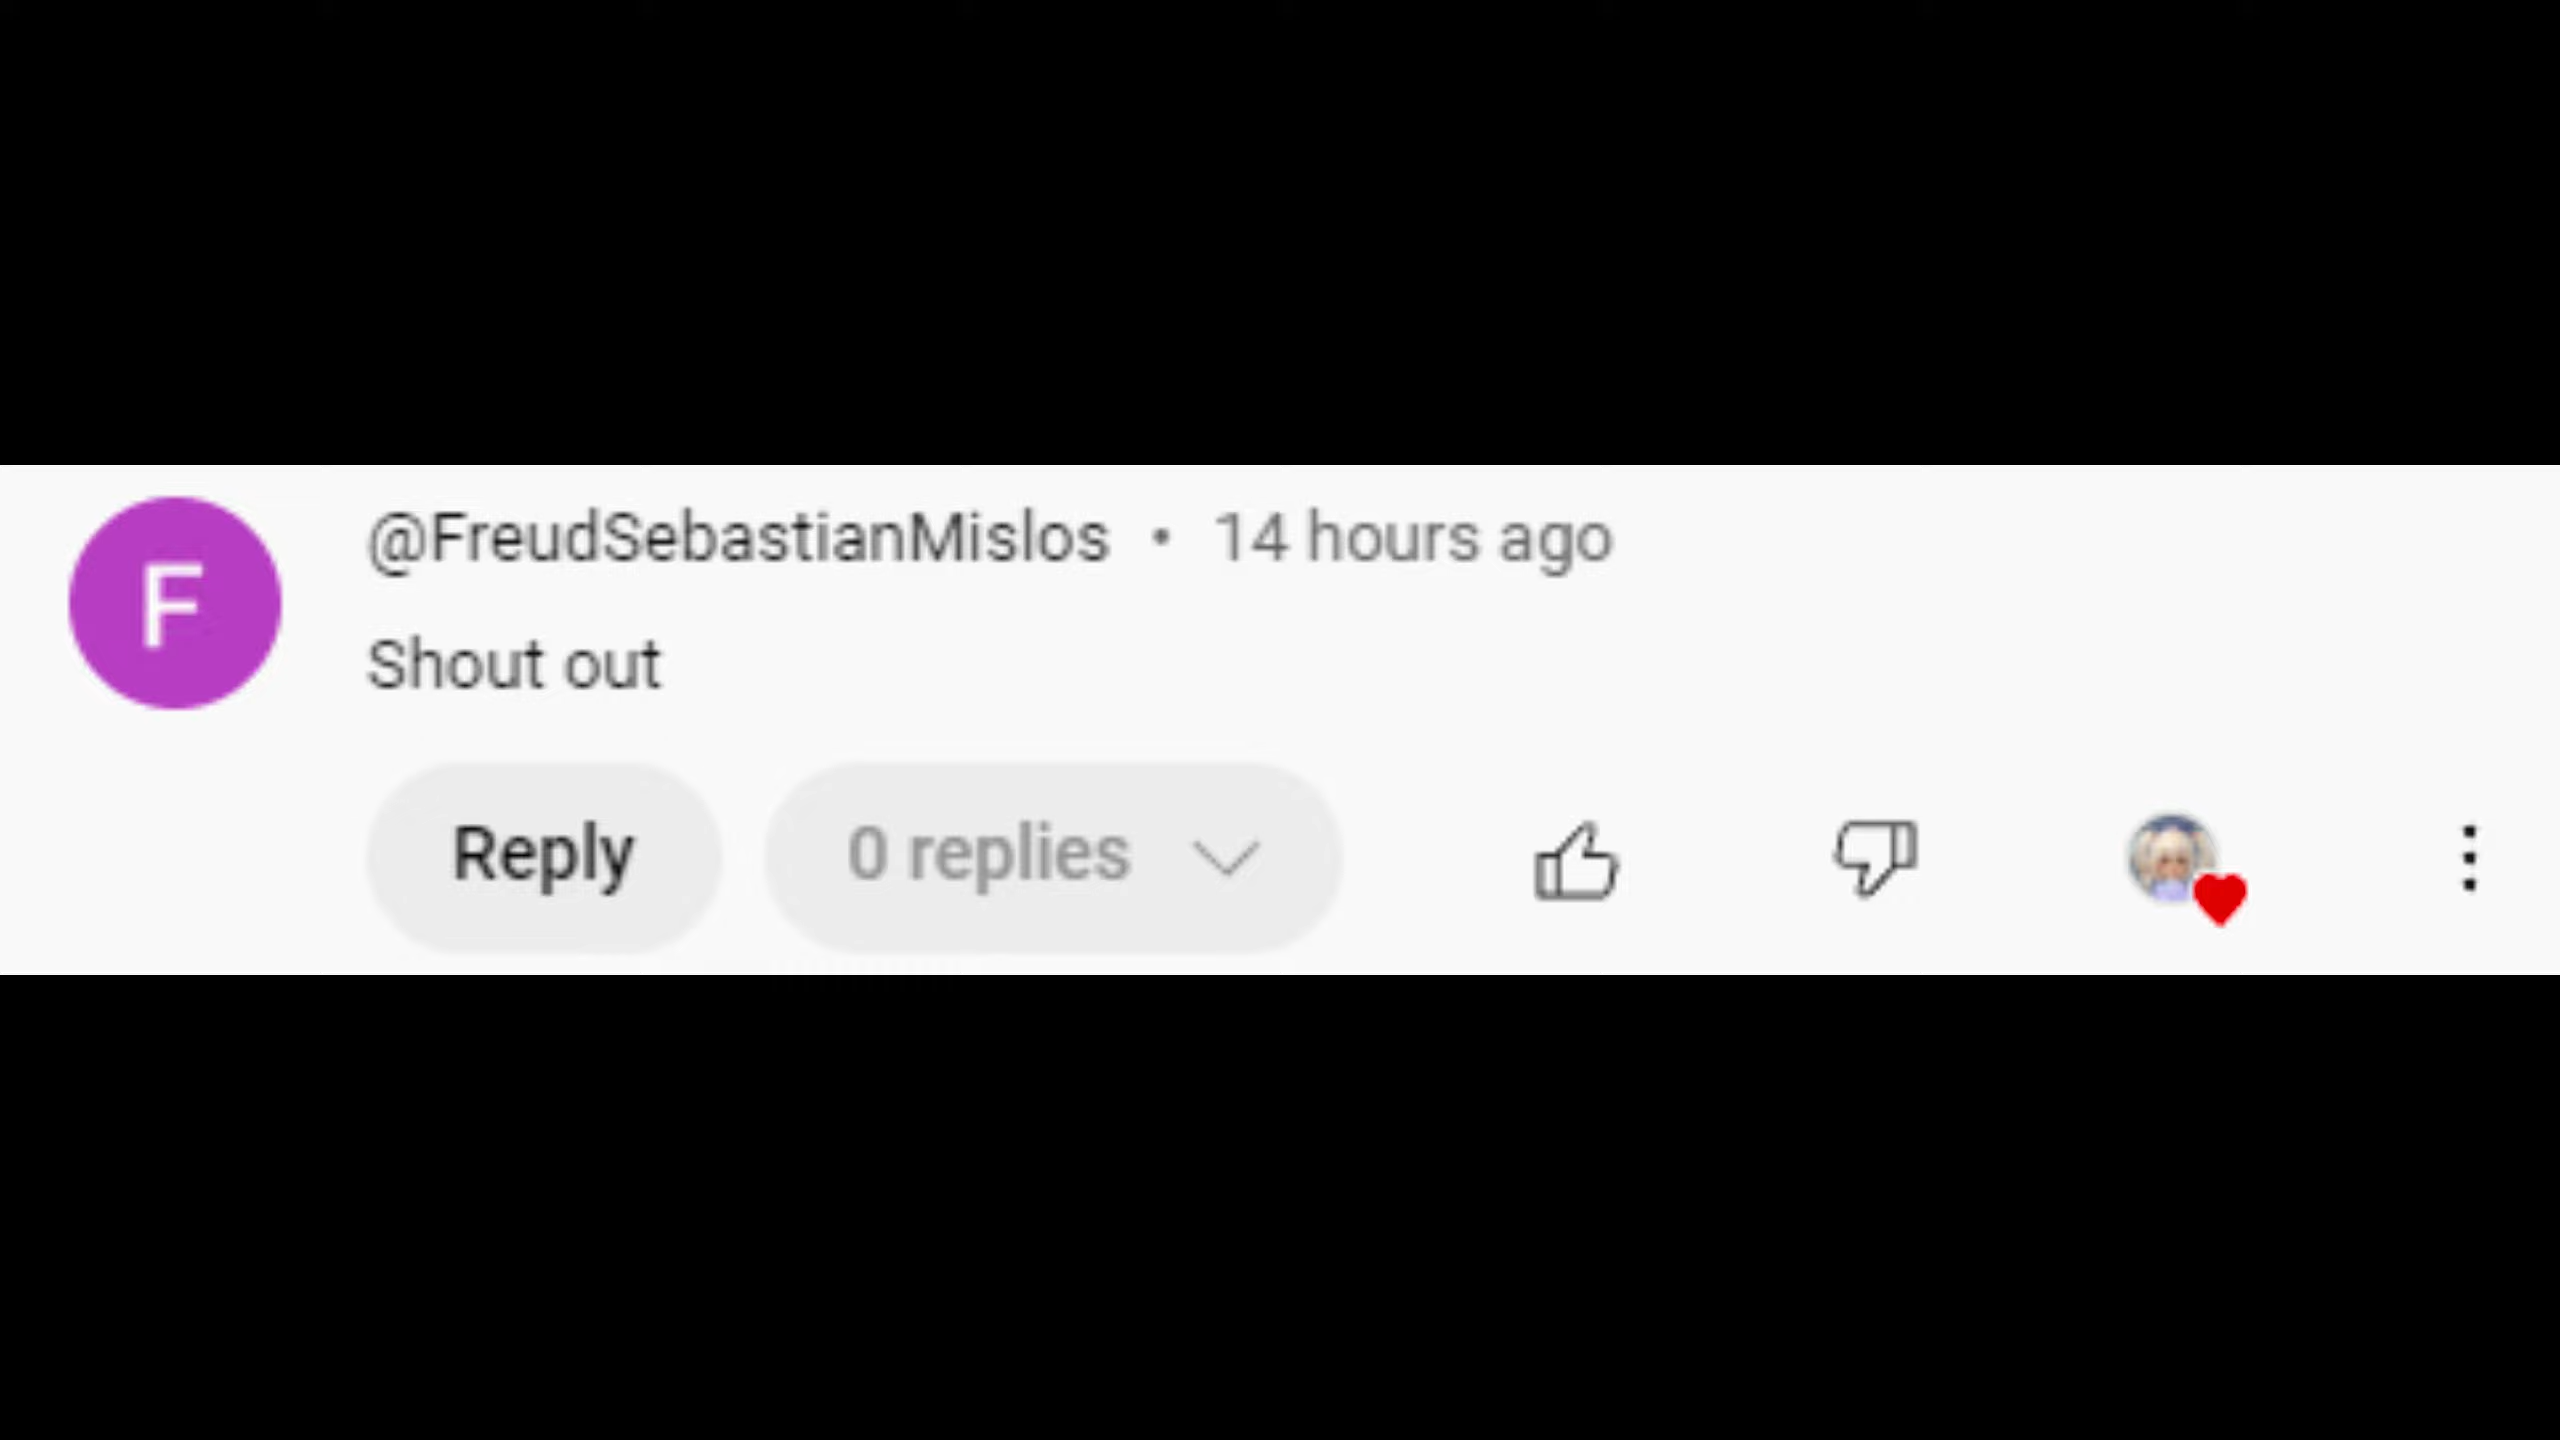 F
@FreudSebastianMislos • 14 hours ago
Shout out
Reply
0 replies